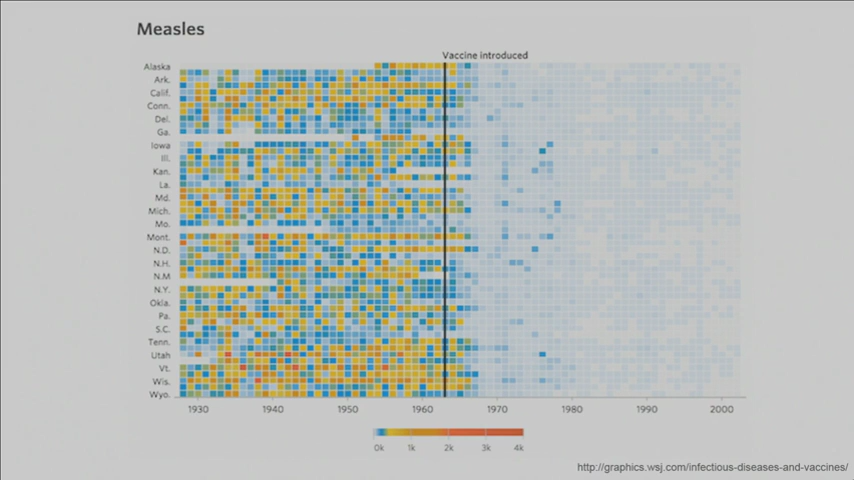 Measles
Vaccine introduced
Alaska
Ark.
Calif.
Conn.
Del.
Ga.
Iowa
Ill.
Kan.
La.
Md.
Mich.
Mo.
Mont.
N.D.
N.H.
N.M
N.Y.
Okla.
Pa.
S.C.
Tenn.
Utah
Vt.
Wis.
Wyo.
1930 1940 1950 1960 1970 1980 1990 2000
0k 1k 2k 3k 4k
http://graphics.wsj.com/infectious-diseases-and-vaccines/